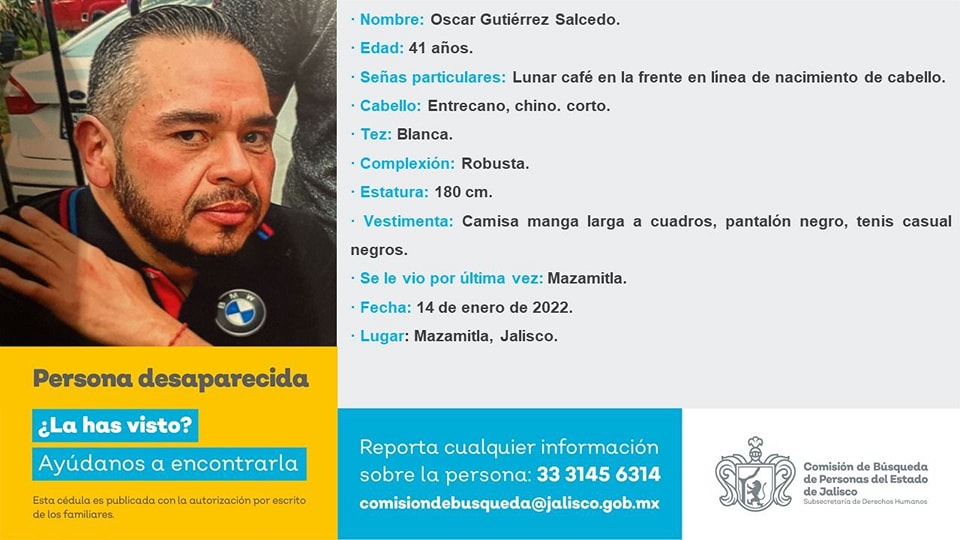 · Nombre: Oscar Gutiérrez Salcedo.
· Edad: 41 años.
· Señas particulares: Lunar café en la frente en línea de nacimiento de cabello.
· Cabello: Entrecano, chino. corto.
· Tez: Blanca.
· Complexión: Robusta.
· Estatura: 180 cm.
· Vestimenta: Camisa manga larga a cuadros, pantalón negro, tenis casual
negros.
· Se le vio por última vez: Mazamitla.
· Fecha: 14 de enero de 2022.
· Lugar: Mazamitla, Jalisco.
BMW
Persona desaparecida
¿La has visto?
Ayúdanos a encontrarla
Esta cédula es publicada con la autorización por escrito
de los familiares.
Reporta cualquier información
sobre la persona: 33 3145 6314
comisiondebusqueda@jalisco.gob.mx
Comisión de Búsqueda
de Personas del Estado
de Jalisco
Subsecretaría de Derechos Humanos